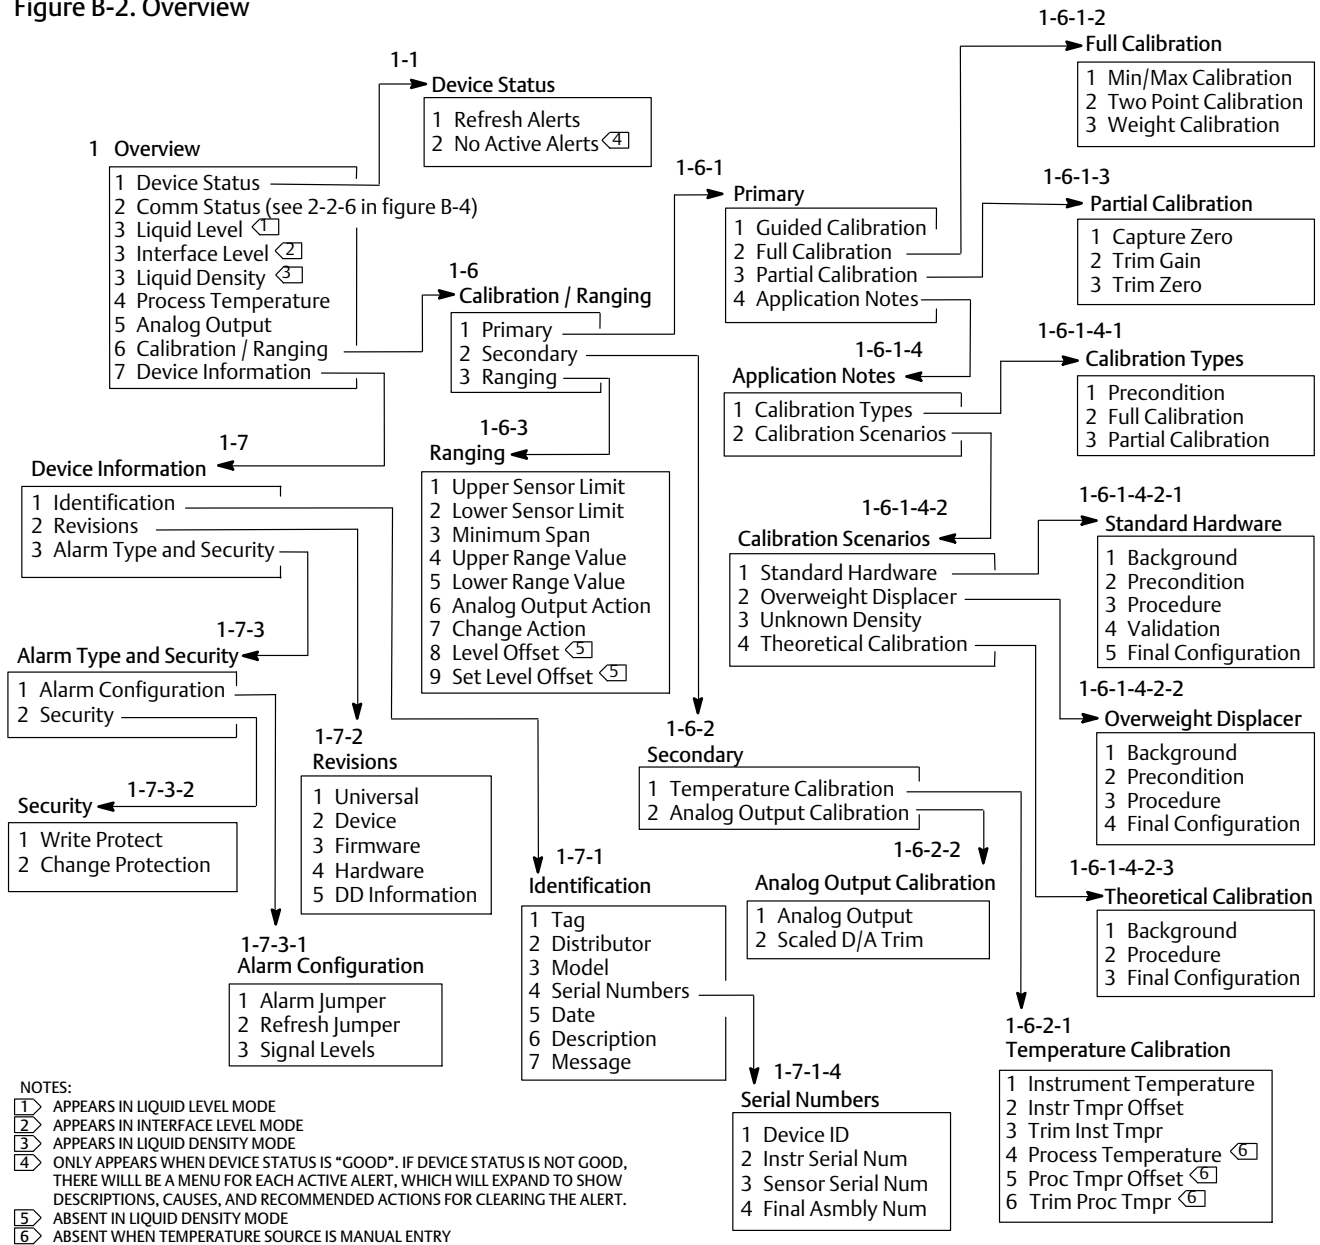 Figure B-2. Overview
1 Overview
1 Device Status
2 Comm Status (see 2-2-6 in figure B-4)
3 Liquid Level 1
3 Interface Level 2
3 Liquid Density 3
4 Process Temperature
5 Analog Output
6 Calibration / Ranging
7 Device Information
1-1
Device Status
1 Refresh Alerts
2 No Active Alerts 4
1-6
Calibration / Ranging
1 Primary
2 Secondary
3 Ranging
1-6-1
Primary
1 Guided Calibration
2 Full Calibration
3 Partial Calibration
4 Application Notes
1-6-1-2
Full Calibration
1 Min/Max Calibration
2 Two Point Calibration
3 Weight Calibration
1-6-1-3
Partial Calibration
1 Capture Zero
2 Trim Gain
3 Trim Zero
1-6-1-4
Application Notes
1 Calibration Types
2 Calibration Scenarios
1-6-1-4-1
Calibration Types
1 Precondition
2 Full Calibration
3 Partial Calibration
1-6-1-4-2
Calibration Scenarios
1 Standard Hardware
2 Overweight Displacer
3 Unknown Density
4 Theoretical Calibration
1-6-1-4-2-1
Standard Hardware
1 Background
2 Precondition
3 Procedure
4 Validation
5 Final Configuration
1-6-1-4-2-2
Overweight Displacer
1 Background
2 Precondition
3 Procedure
4 Final Configuration
1-6-1-4-2-3
Theoretical Calibration
1 Background
2 Procedure
3 Final Configuration
1-6-3
Ranging
1 Upper Sensor Limit
2 Lower Sensor Limit
3 Minimum Span
4 Upper Range Value
5 Lower Range Value
6 Analog Output Action
7 Change Action
8 Level Offset 5
9 Set Level Offset 5
1-6-2
Secondary
1 Temperature Calibration
2 Analog Output Calibration
1-6-2-2
Analog Output Calibration
1 Analog Output
2 Scaled D/A Trim
1-6-2-1
Temperature Calibration
1 Instrument Temperature
2 Instr Tmpr Offset
3 Trim Inst Tmpr
4 Process Temperature 6
5 Proc Tmpr Offset 6
6 Trim Proc Tmpr 6
1-7
Device Information
1 Identification
2 Revisions
3 Alarm Type and Security
1-7-3
Alarm Type and Security
1 Alarm Configuration
2 Security
1-7-3-2
Security
1 Write Protect
2 Change Protection
1-7-2
Revisions
1 Universal
2 Device
3 Firmware
4 Hardware
5 DD Information
1-7-3-1
Alarm Configuration
1 Alarm Jumper
2 Refresh Jumper
3 Signal Levels
1-7-1
Identification
1 Tag
2 Distributor
3 Model
4 Serial Numbers
5 Date
6 Description
7 Message
1-7-1-4
Serial Numbers
1 Device ID
2 Instr Serial Num
3 Sensor Serial Num
4 Final Asmbly Num
NOTES:
1 APPEARS IN LIQUID LEVEL MODE
2 APPEARS IN INTERFACE LEVEL MODE
3 APPEARS IN LIQUID DENSITY MODE
4 ONLY APPEARS WHEN DEVICE STATUS IS “GOOD”. IF DEVICE STATUS IS NOT GOOD,
THERE WILLL BE A MENU FOR EACH ACTIVE ALERT, WHICH WILL EXPAND TO SHOW
DESCRIPTIONS, CAUSES, AND RECOMMENDED ACTIONS FOR CLEARING THE ALERT.
5 ABSENT IN LIQUID DENSITY MODE
6 ABSENT WHEN TEMPERATURE SOURCE IS MANUAL ENTRY